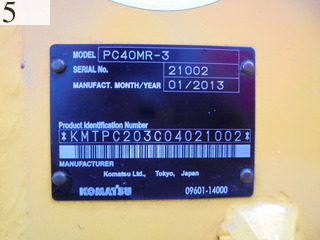 5
MODEL PC40MR-3
SERIAL NO. 21002
MANUFACT. MONTH/YEAR 01/2013
Product Identification Number
*KMTPC203C04021002*
MANUFACTURER
Komatsu Ltd. Tokyo, Japan
KOMATSU 09601-14000